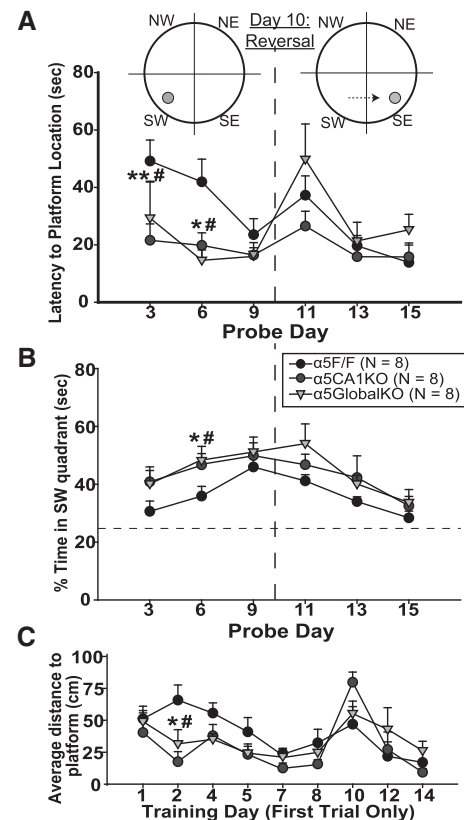 A
NW NE Day 10: NW NE
Reversal
SW SE SW SE
Latency to Platform Location (sec)
80
60
40
20
0
**#
*#
3 6 9 11 13 15
Probe Day
B
% Time in SW quadrant (sec)
80
60
40
20
0
α5F/F (N = 8)
α5CA1KO (N = 8)
α5GlobalKO (N = 8)
*#
3 6 9 11 13 15
Probe Day
C
Average distance to
platform (cm)
100
75
50
25
0
*#
1 2 4 5 7 8 10 12 14
Training Day (First Trial Only)